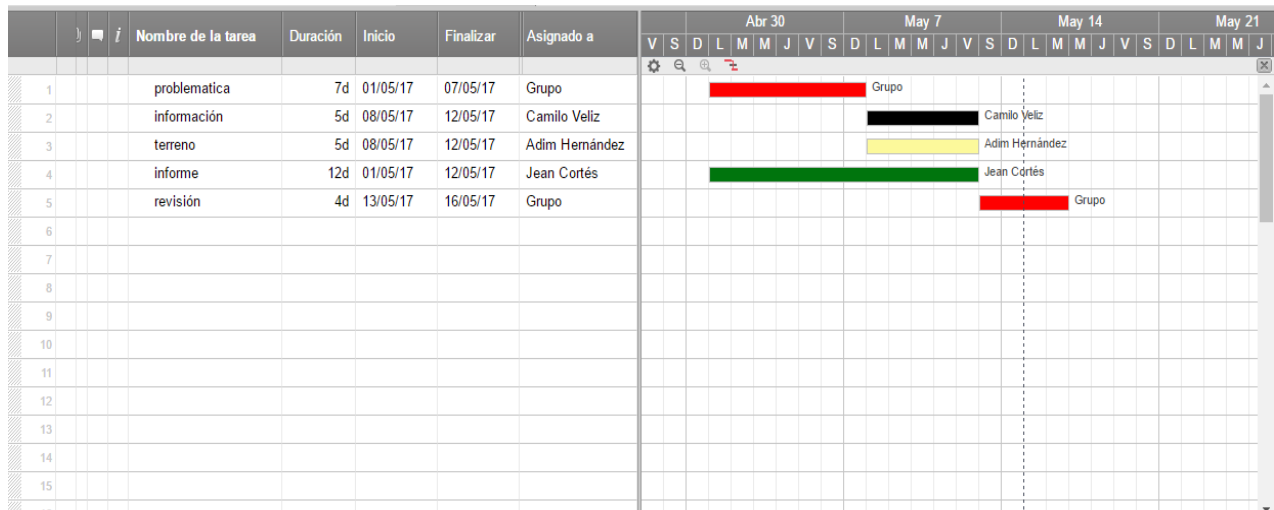 Abr 30 May 7 May 14 May 21
i Nombre de la tarea Duración Inicio Finalizar Asignado a V S D L M M J V S D L M M J V S D L M M J V S D L M M J
1 problematica 7d 01/05/17 07/05/17 Grupo Grupo
2 información 5d 08/05/17 12/05/17 Camilo Veliz Camilo Veliz
3 terreno 5d 08/05/17 12/05/17 Adim Hernández Adim Hernández
4 informe 12d 01/05/17 12/05/17 Jean Cortés Jean Cortés
5 revisión 4d 13/05/17 16/05/17 Grupo Grupo
6
7
8
9
10
11
12
13
14
15